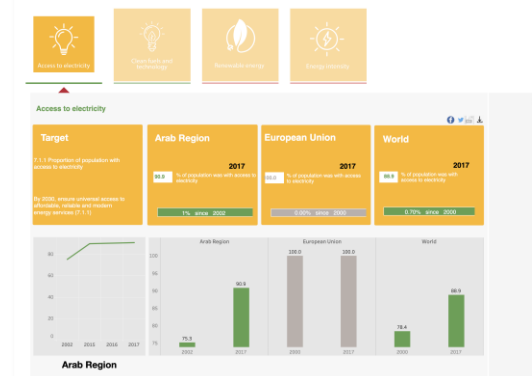 Access to electricity
Clean fuels and
technology
Renewable energy
Energy Intensity
Access to electricity
Target
7.1.1 Proportion of population with
access to electricity
By 2030, ensure universal access to
affordable, reliable and modern
energy services (7.1.1)
Arab Region
2017
% of population was with access to
electricity
1% since 2002
European Union
2017
% of population was with access
to electricity
0.00% since 2000
World
2017
% of population was with
access to electricity
0.70% since 2000
80
60
40
20
0
2002 2015 2016 2017
Arab Region
Arab Region
European Union
World
100
95
90
85
80
75
75.3
90.9
100.0
100.0
78.4
88.9
2002
2017
2000
2017
2000
2017